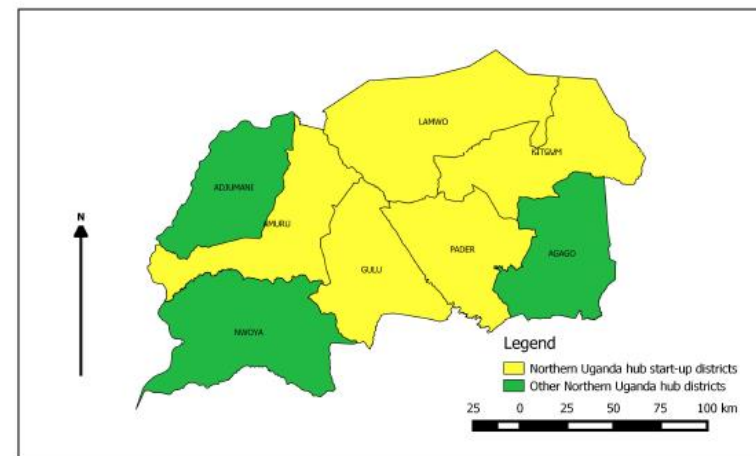 LAMWO
KITGUM
ADJUMANI
AMURU
N
PADER
AGAGO
GULU
NWOYA
Legend
Northern Uganda hub start-up districts
Other Northern Uganda hub districts
25 0 25 50 75 100 km